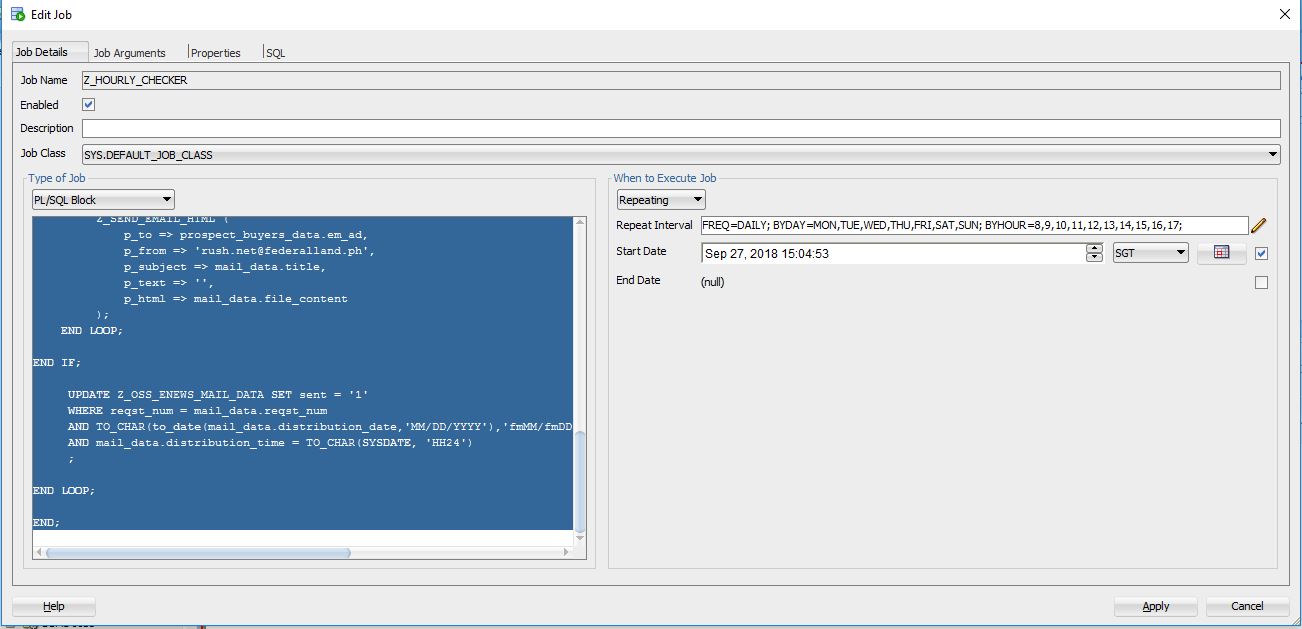 Edit Job
Job Details
Job Arguments
Properties
SQL
Job Name
Z_HOURLY_CHECKER
Enabled
Description
Job Class
SYS.DEFAULT_JOB_CLASS
Type of Job
PL/SQL Block
Z_SEND_EMAIL_HTML (
p_to => prospect_buyers_data.em_ad,
p_from => 'rush.net@federalland.ph',
p_subject => mail_data.title,
p_text => '',
p_html => mail_data.file_content
);
END LOOP;
END IF;
UPDATE Z_OSS_ENEWS_MAIL_DATA SET sent = '1'
WHERE reqst_num = mail_data.reqst_num
AND TO_CHAR(to_date(mail_data.distribution_date,'MM/DD/YYYY'),'fmMM/fmDD
AND mail_data.distribution_time = TO_CHAR(SYSDATE, 'HH24')
;
END LOOP;
END;
When to Execute Job
Repeating
Repeat Interval
FREQ=DAILY; BYDAY=MON,TUE,WED,THU,FRI,SAT,SUN; BYHOUR=8,9,10,11,12,13,14,15,16,17;
Start Date
Sep 27, 2018 15:04:53
SGT
End Date
(null)
Help
Apply
Cancel